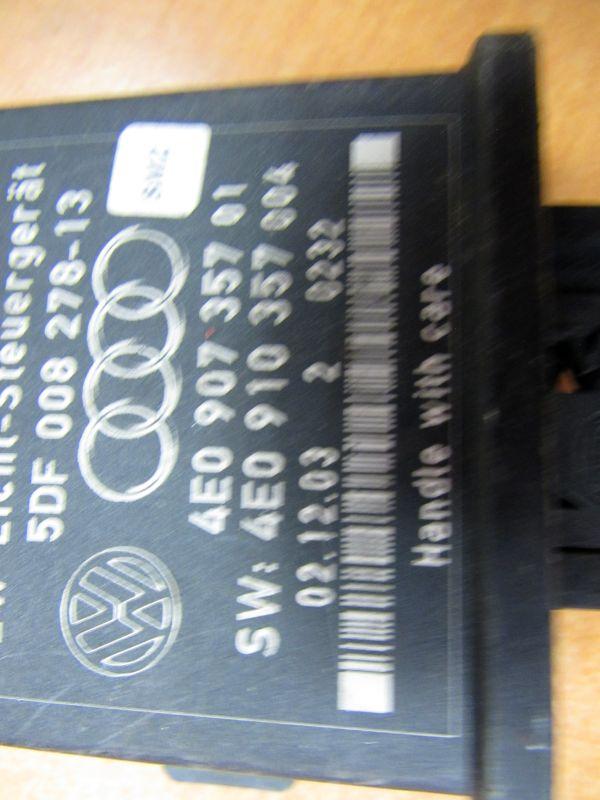 Licht-Steuergerät
5DF 008 278-13
4E0 907 357 01
SW: 4E0 910 357 004
02.12.03 2 0232
Handle with care